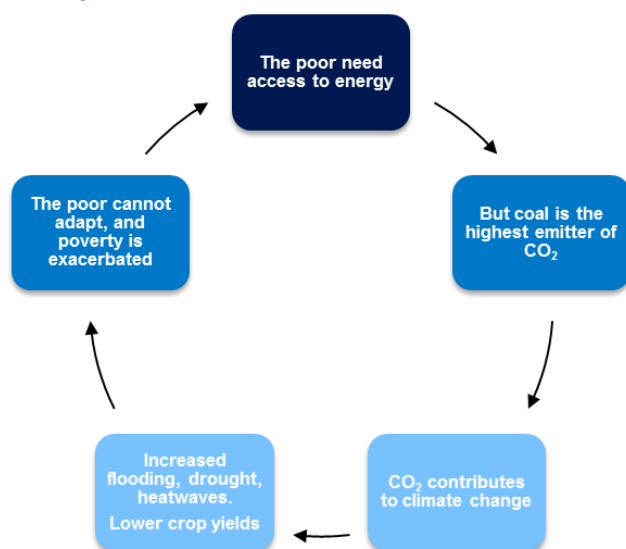 The poor need
access to energy
But coal is the
highest emitter of
CO₂
CO₂ contributes
to climate change
Increased
flooding, drought,
heatwaves.
Lower crop yields
The poor cannot
adapt, and
poverty is
exacerbated